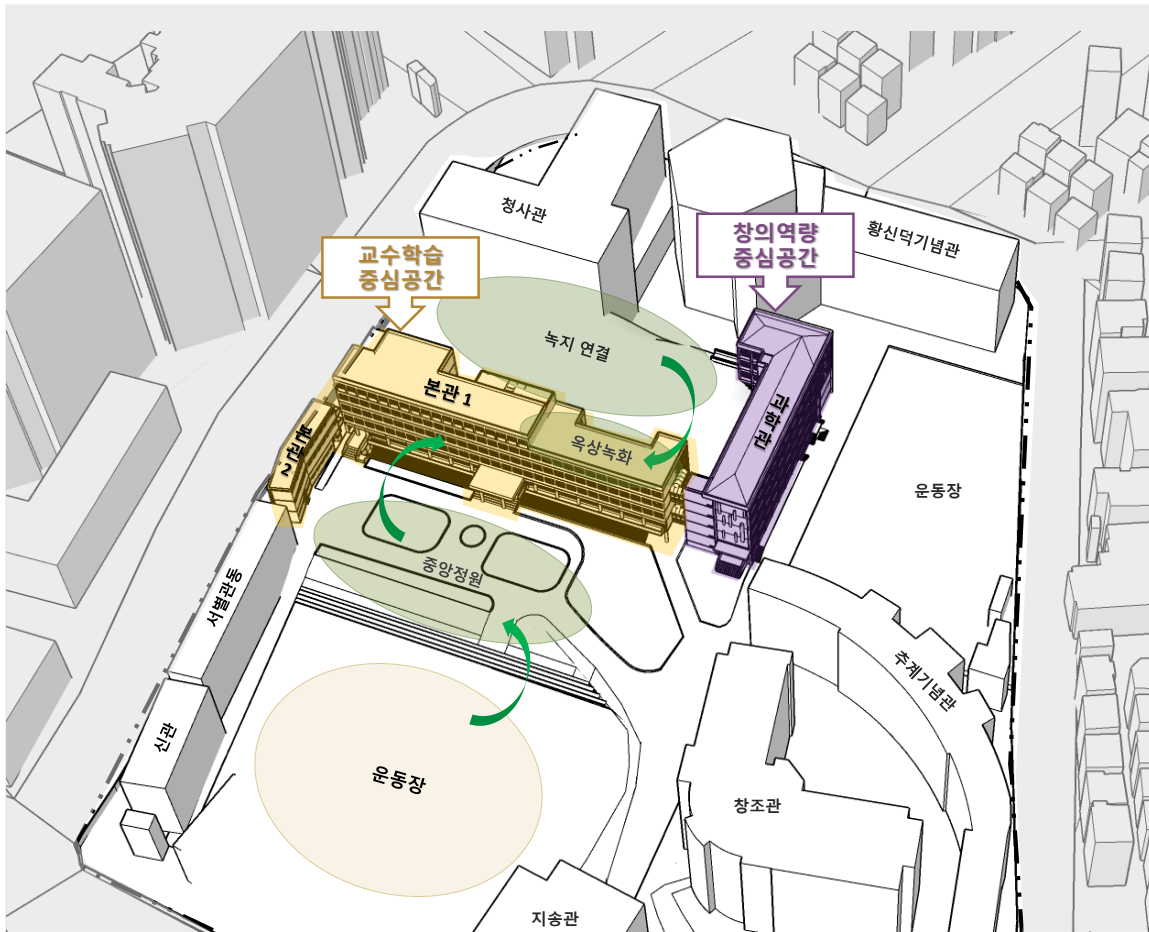 청사관
황신덕기념관
창의역량
중심공간
교수학습
중심공간
녹지 연결
본관 1
과학관
옥상녹화
본관 2
운동장
중앙정원
서별관동
추계기념관
신관
운동장
창조관
지송관